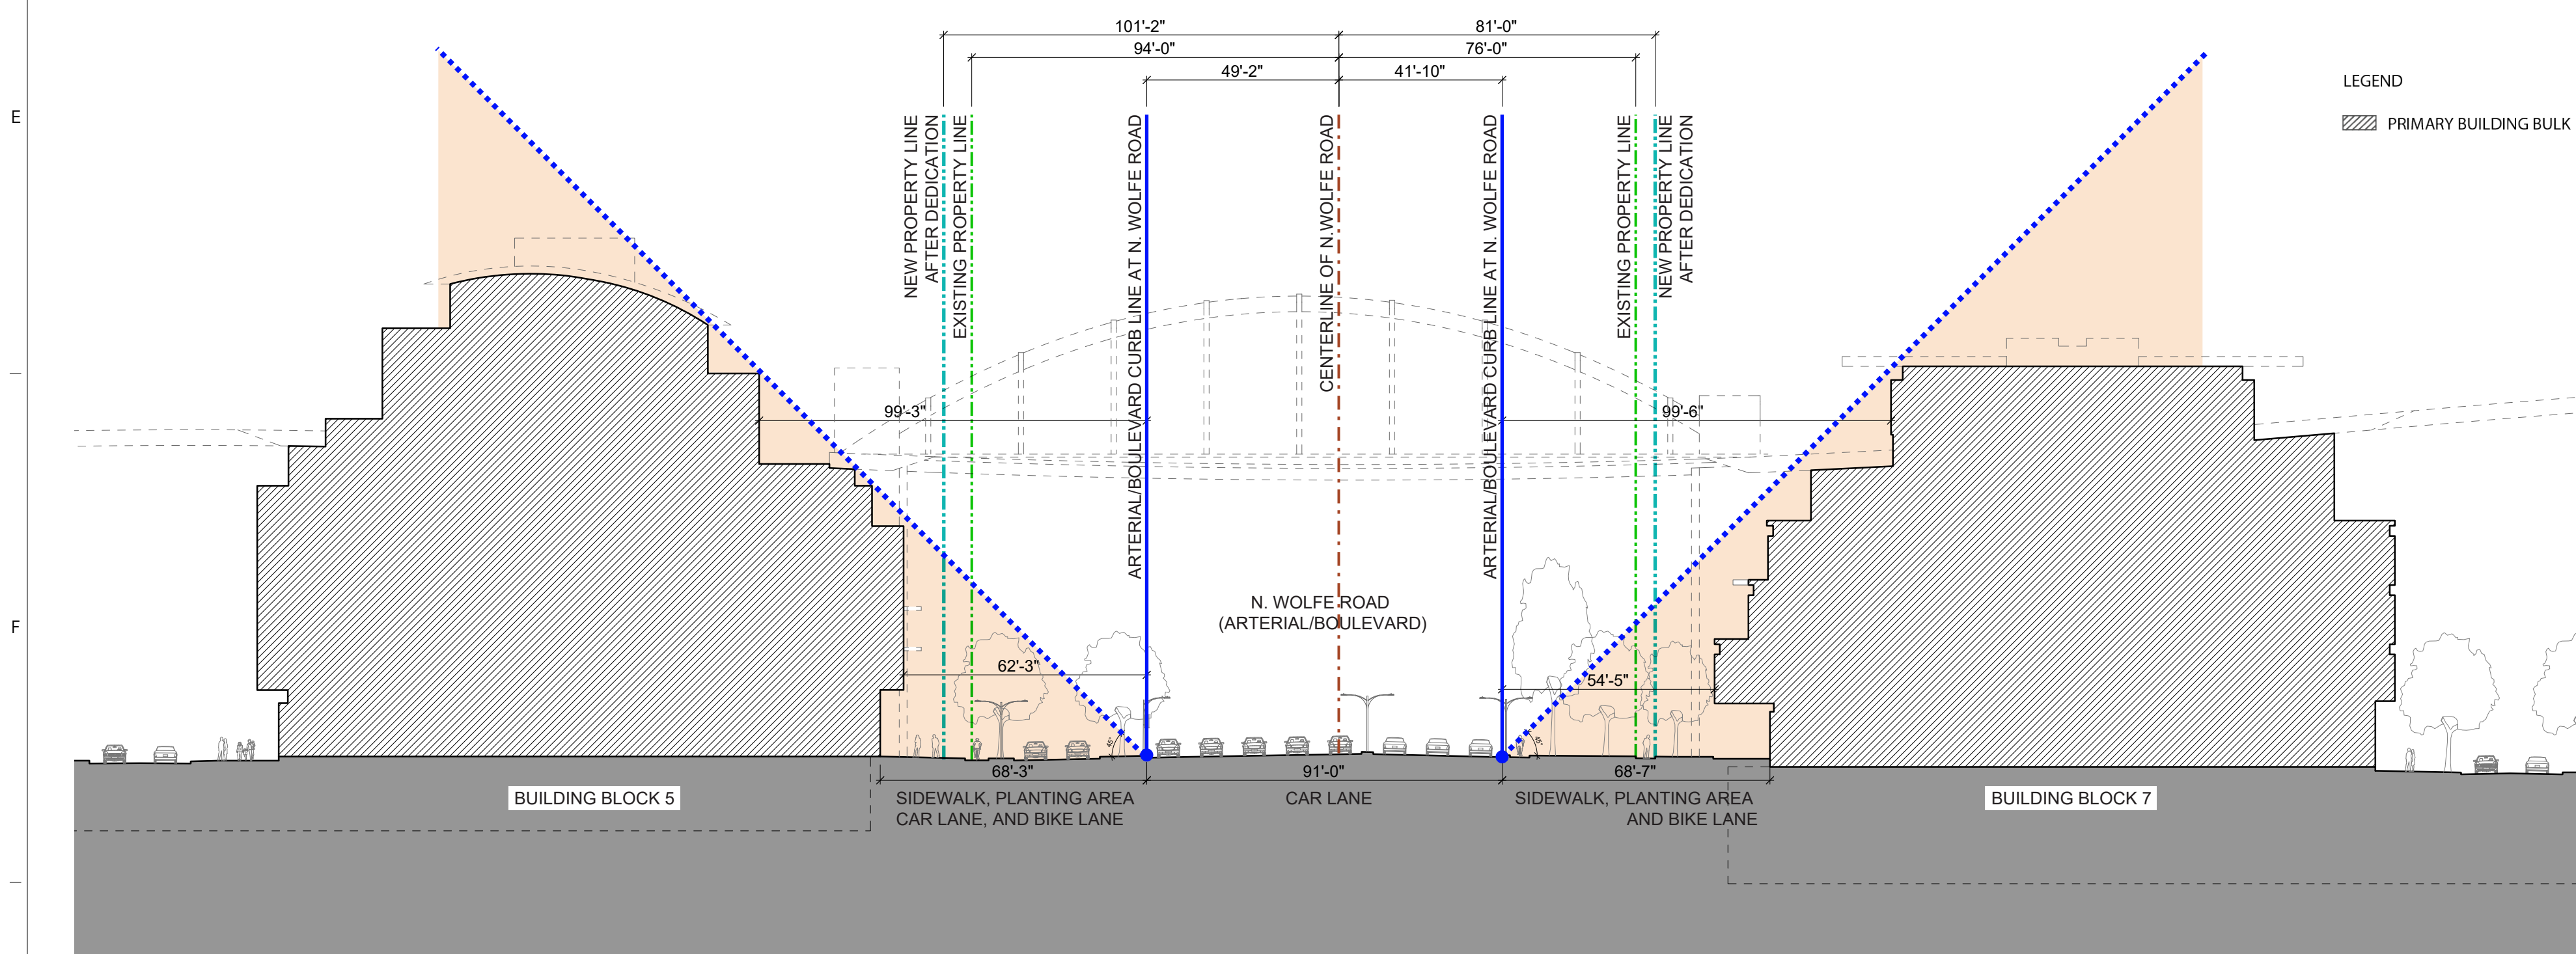 101'-2"
81'-0"
94'-0"
76'-0"
49'-2"
41'-10"
LEGEND
PRIMARY BUILDING BULK
E
NEW PROPERTY LINE
AFTER DEDICATION
EXISTING PROPERTY LINE
ARTERIAL/BOULEVARD CURB LINE AT N. WOLFE ROAD
CENTERLINE OF N.WOLFE ROAD
ARTERIAL/BOULEVARD CURB LINE AT N. WOLFE ROAD
EXISTING PROPERTY LINE
NEW PROPERTY LINE
AFTER DEDICATION
99'-3"
99'-6"
N. WOLFE ROAD
(ARTERIAL/BOULEVARD)
F
62'-3"
54'-5"
45°
45°
68'-3"
91'-0"
68'-7"
BUILDING BLOCK 5
SIDEWALK, PLANTING AREA
CAR LANE, AND BIKE LANE
CAR LANE
SIDEWALK, PLANTING AREA
AND BIKE LANE
BUILDING BLOCK 7